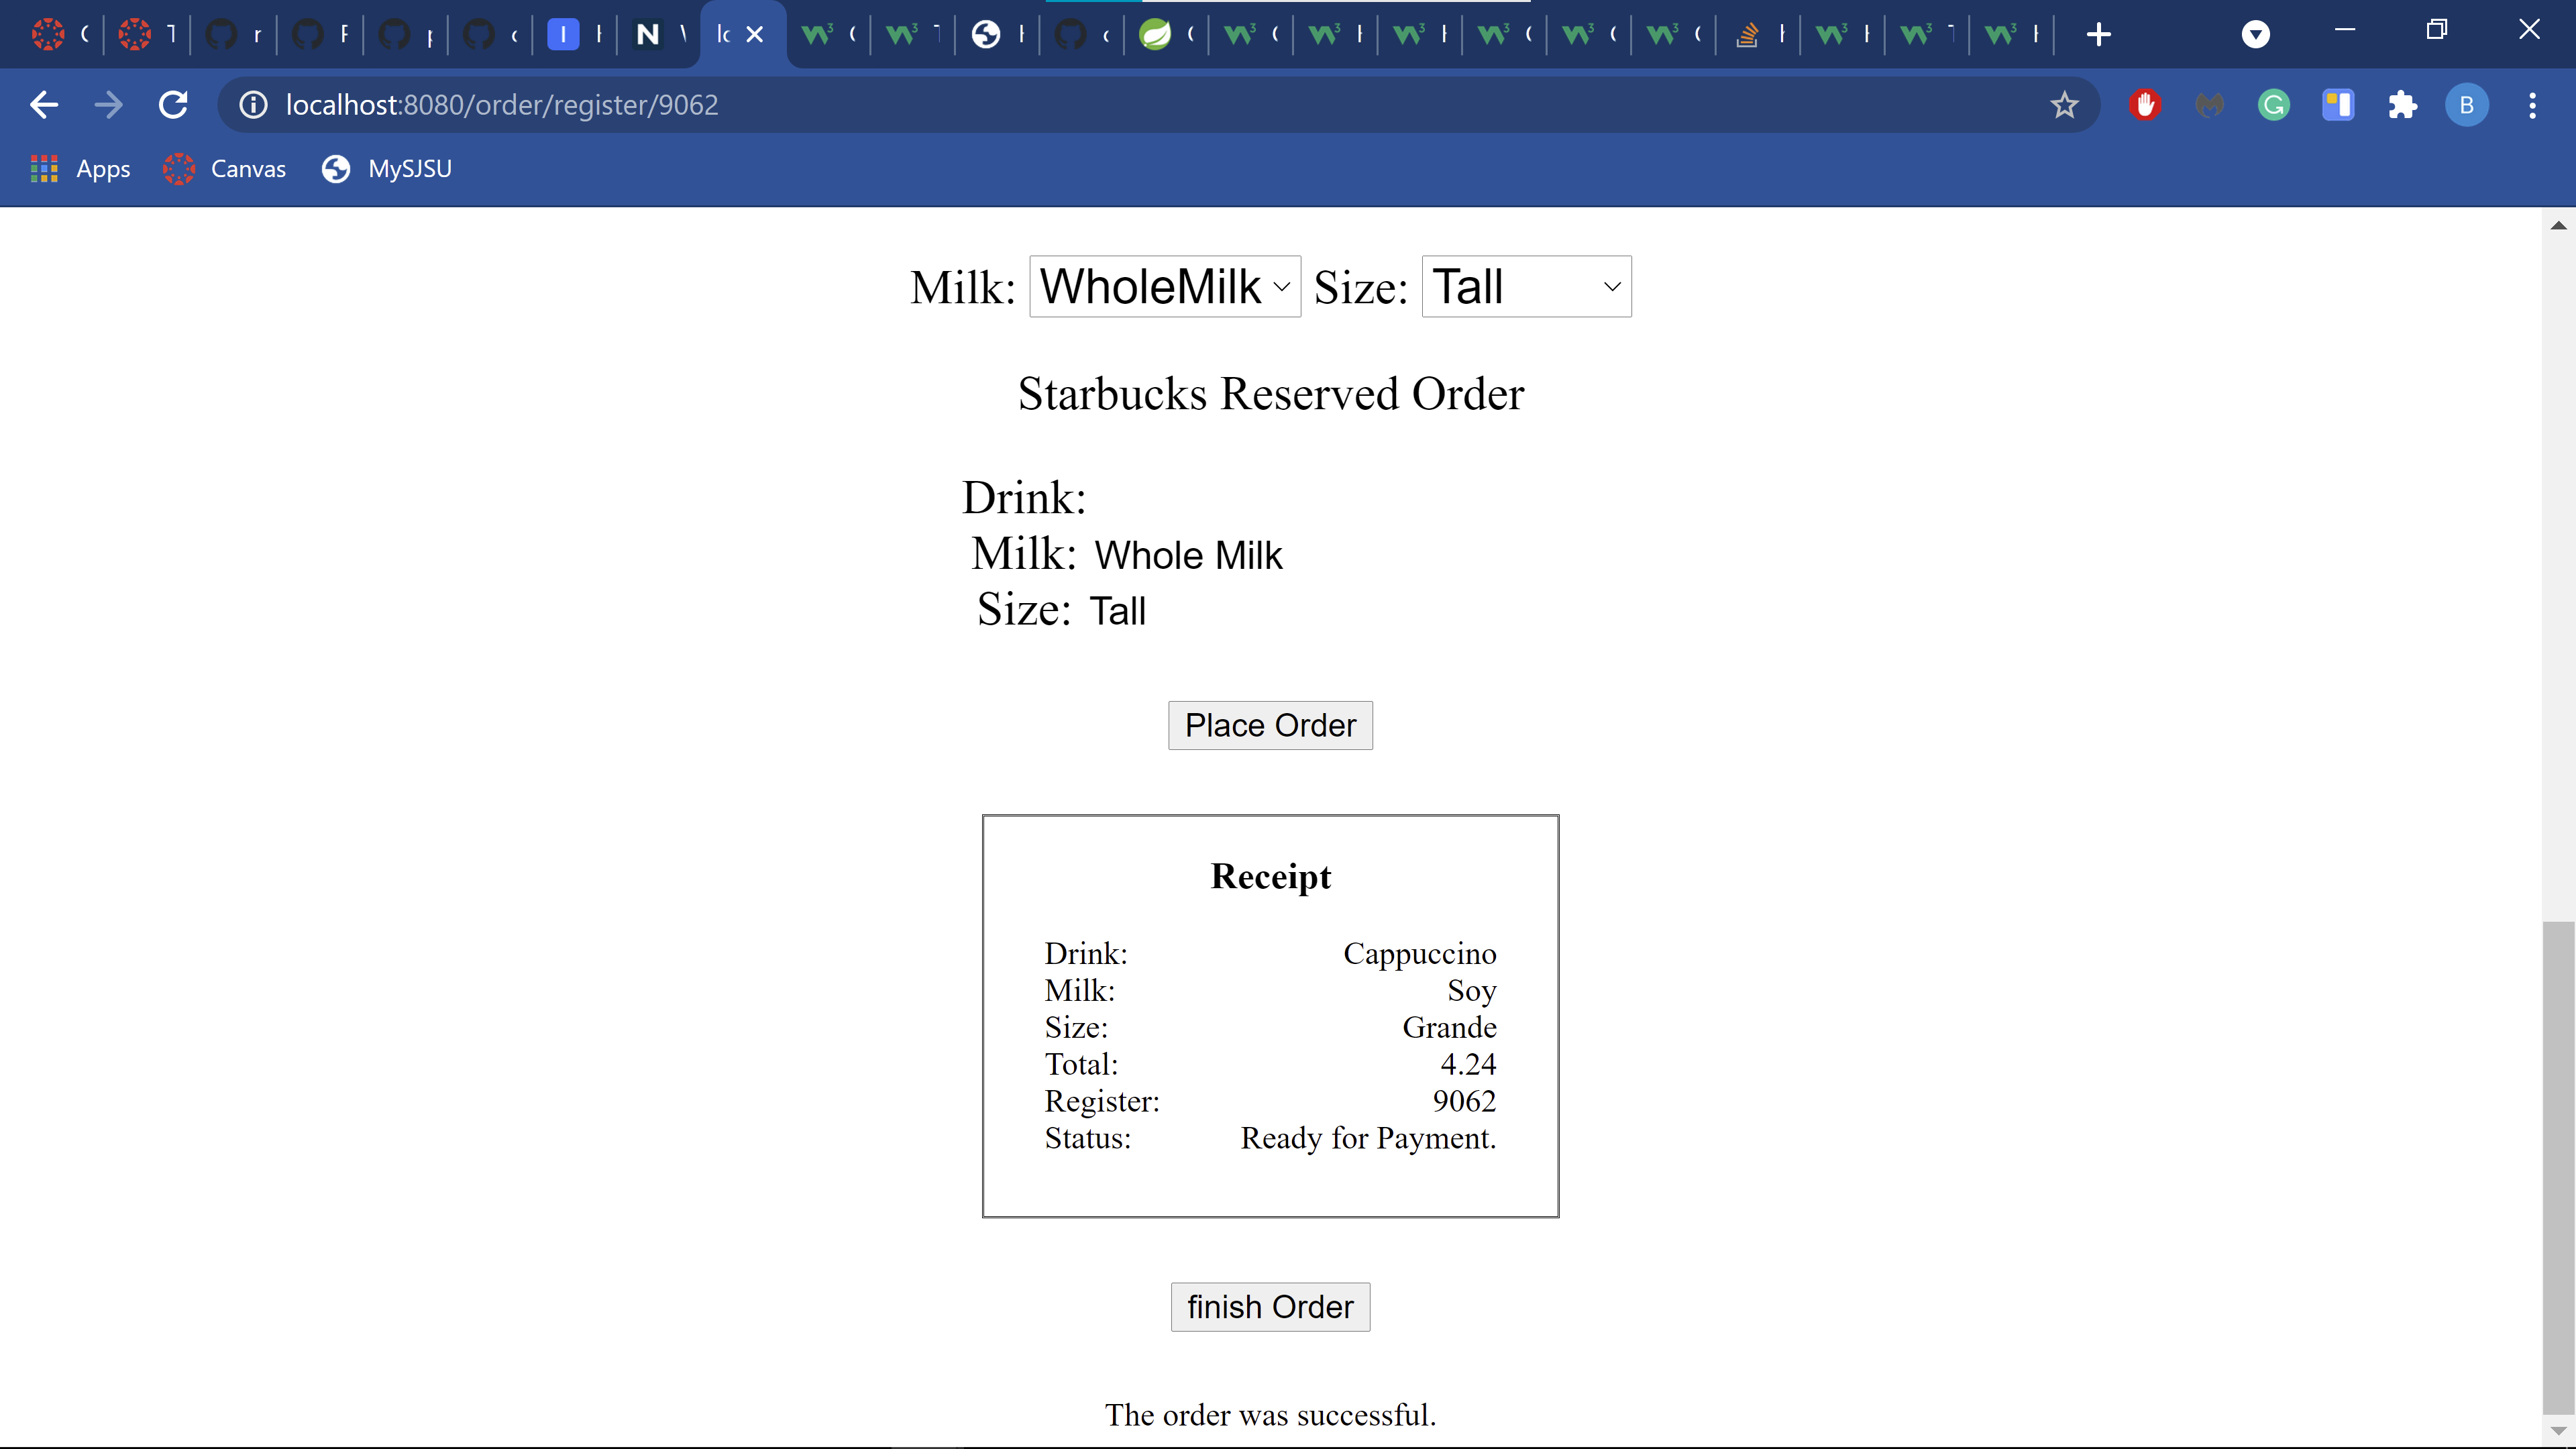 localhost:8080/order/register/9062
Apps Canvas MySJSU
Milk: WholeMilk Size: Tall
Starbucks Reserved Order
Drink:
Milk: Whole Milk
Size: Tall
Place Order
Receipt
Drink: Cappuccino
Milk: Soy
Size: Grande
Total: 4.24
Register: 9062
Status: Ready for Payment.
finish Order
The order was successful.